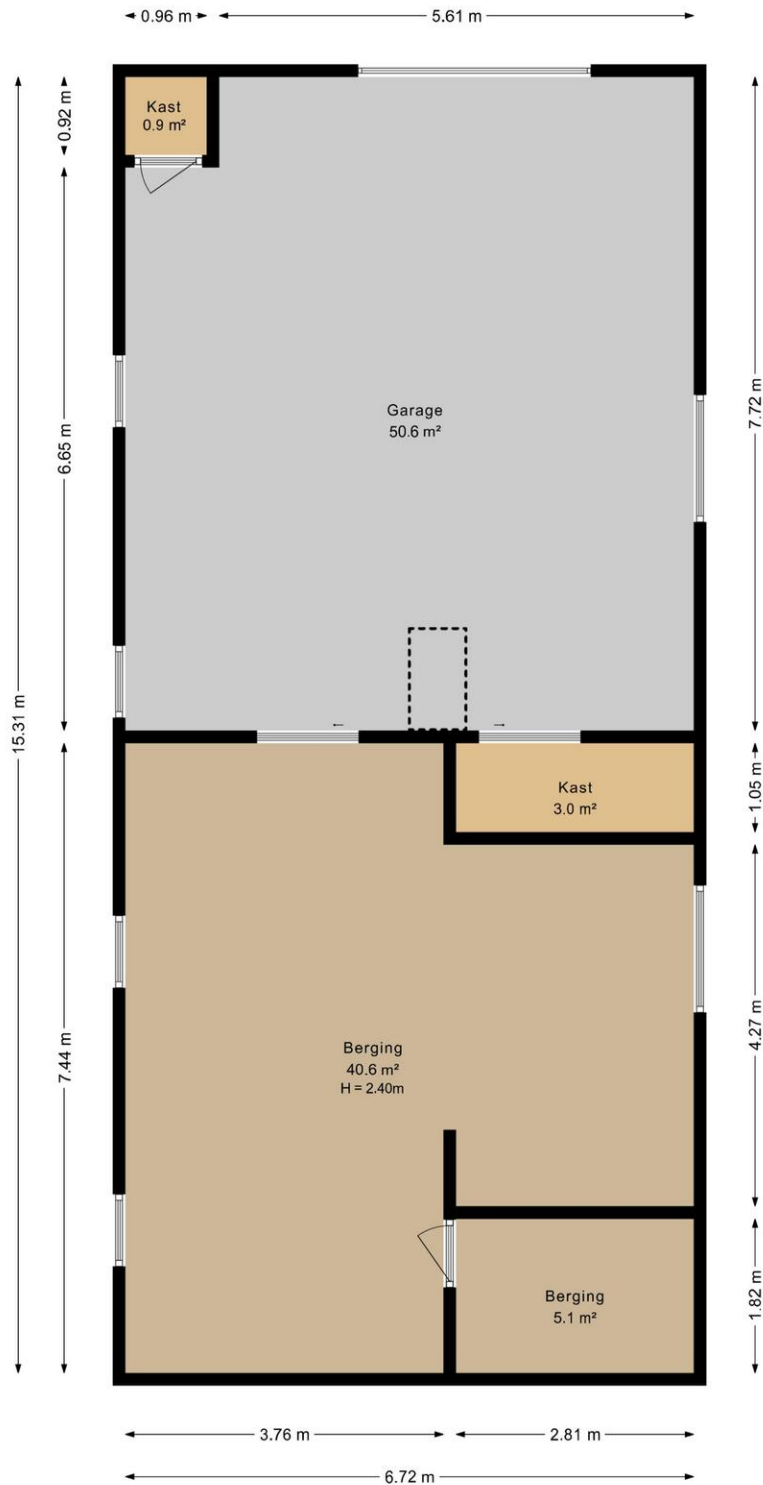 0.96 m
5.61 m
Kast
0.9 m²
0.92 m
7.72 m
Garage
50.6 m²
6.65 m
15.31 m
Kast
3.0 m²
1.05 m
Berging
40.6 m²
H = 2.40m
4.27 m
7.44 m
Berging
5.1 m²
1.82 m
3.76 m
2.81 m
6.72 m